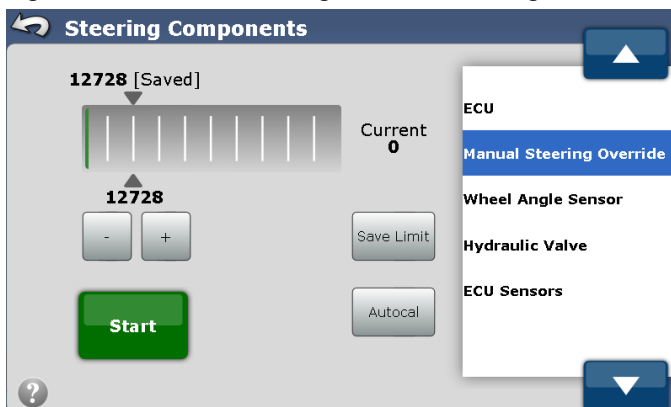 Steering Components
12728 [Saved]
Current
0
12728
-
+
Save Limit
Start
Autocal
?
ECU
Manual Steering Override
Wheel Angle Sensor
Hydraulic Valve
ECU Sensors